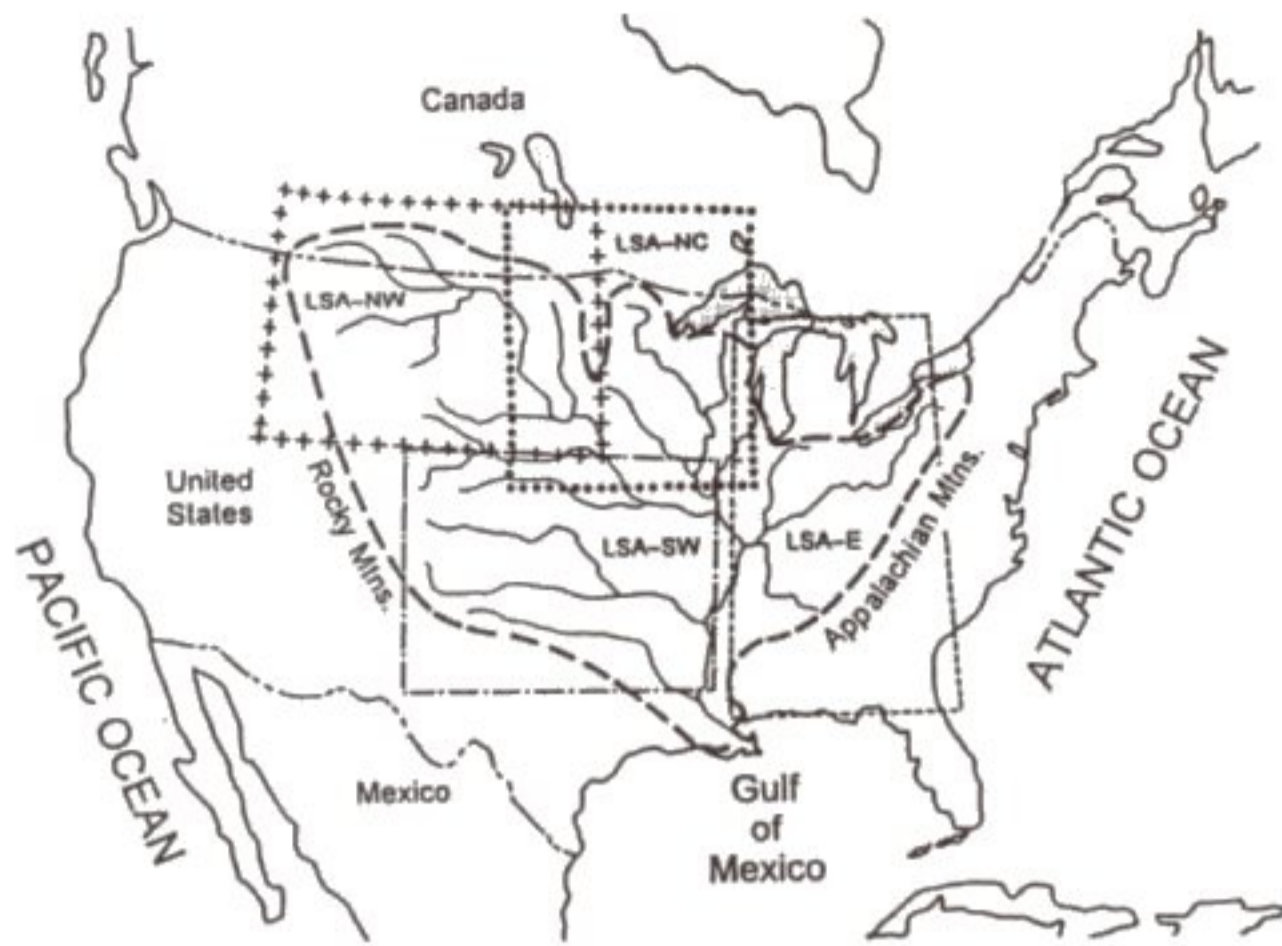 Canada
LSA-NC
LSA-NW
United
States
Rocky Mtns.
LSA-SW
LSA-E
Appalachian Mtns.
PACIFIC OCEAN
ATLANTIC OCEAN
Mexico
Gulf
of
Mexico